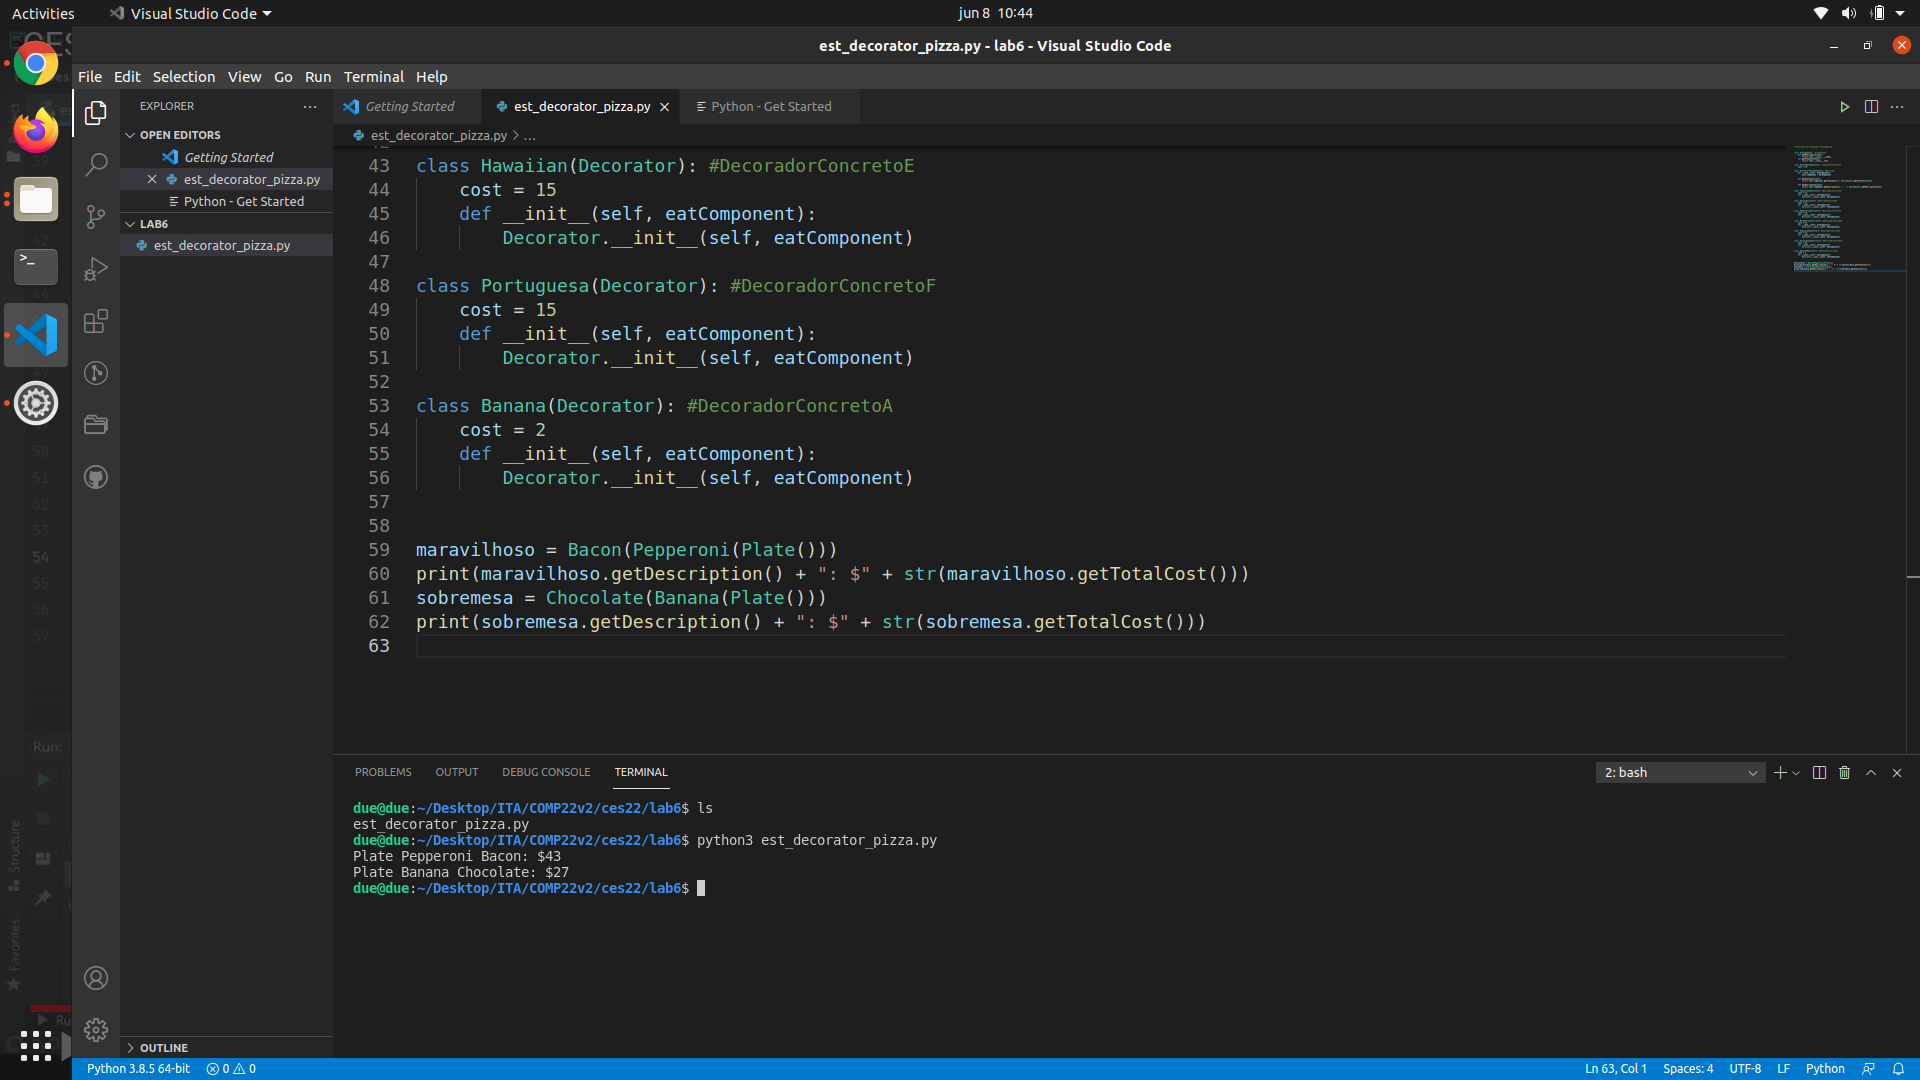 Activities
Visual Studio Code
jun 8 10:44
est_decorator_pizza.py - lab6 - Visual Studio Code
File Edit Selection View Go Run Terminal Help
EXPLORER
OPEN EDITORS
Getting Started
est_decorator_pizza.py
Python - Get Started
LAB6
est_decorator_pizza.py
OUTLINE
Getting Started
est_decorator_pizza.py
Python - Get Started
est_decorator_pizza.py > ...
43 class Hawaiian(Decorator): #DecoradorConcretoE
44     cost = 15
45     def __init__(self, eatComponent):
46         Decorator.__init__(self, eatComponent)
47
48 class Portuguesa(Decorator): #DecoradorConcretoF
49     cost = 15
50     def __init__(self, eatComponent):
51         Decorator.__init__(self, eatComponent)
52
53 class Banana(Decorator): #DecoradorConcretoA
54     cost = 2
55     def __init__(self, eatComponent):
56         Decorator.__init__(self, eatComponent)
57
58
59 maravilhoso = Bacon(Pepperoni(Plate()))
60 print(maravilhoso.getDescription() + ": $" + str(maravilhoso.getTotalCost()))
61 sobremesa = Chocolate(Banana(Plate()))
62 print(sobremesa.getDescription() + ": $" + str(sobremesa.getTotalCost()))
63
PROBLEMS OUTPUT DEBUG CONSOLE TERMINAL
2: bash
due@due:~/Desktop/ITA/COMP22v2/ces22/lab6$ ls
est_decorator_pizza.py
due@due:~/Desktop/ITA/COMP22v2/ces22/lab6$ python3 est_decorator_pizza.py
Plate Pepperoni Bacon: $43
Plate Banana Chocolate: $27
due@due:~/Desktop/ITA/COMP22v2/ces22/lab6$
Run:
Structure
Favorites
Python 3.8.5 64-bit
0 0
Ln 63, Col 1
Spaces: 4
UTF-8
LF
Python